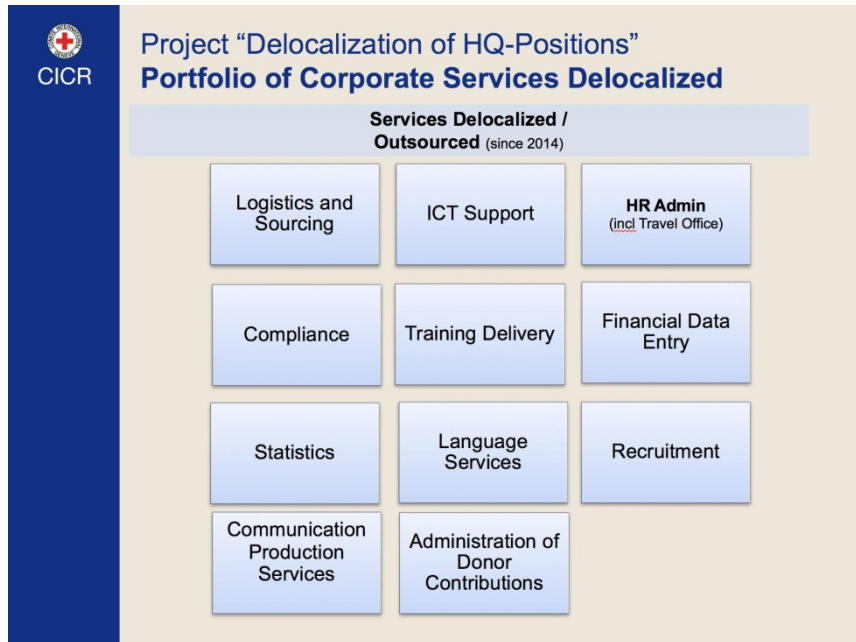 CICR
Project “Delocalization of HQ-Positions”
Portfolio of Corporate Services Delocalized
Services Delocalized /
Outsourced (since 2014)
Logistics and
Sourcing
ICT Support
HR Admin
(incl Travel Office)
Compliance
Training Delivery
Financial Data
Entry
Statistics
Language
Services
Recruitment
Communication
Production
Services
Administration of
Donor
Contributions